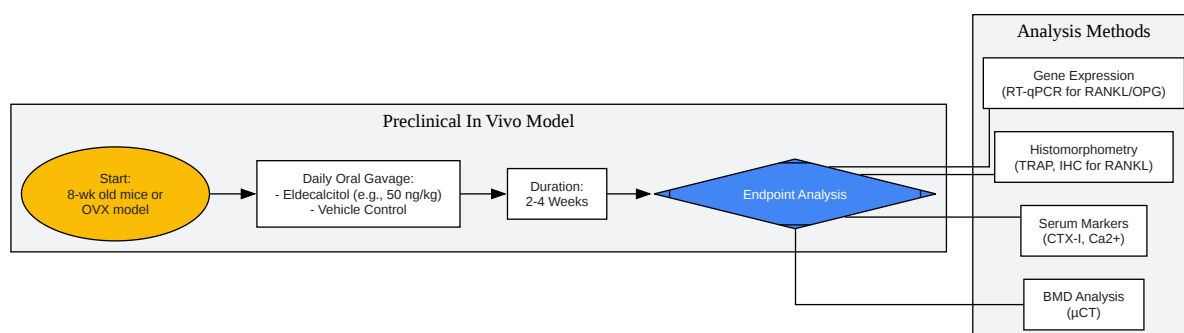 Preclinical In Vivo Model
Start:
8-wk old mice or
OVX model
Daily Oral Gavage:
- Eldecalcitol (e.g., 50 ng/kg)
- Vehicle Control
Duration:
2-4 Weeks
Endpoint Analysis
Analysis Methods
Gene Expression
(RT-qPCR for RANKL/OPG)
Histomorphometry
(TRAP, IHC for RANKL)
Serum Markers
(CTX-I, Ca2+)
BMD Analysis
(µCT)